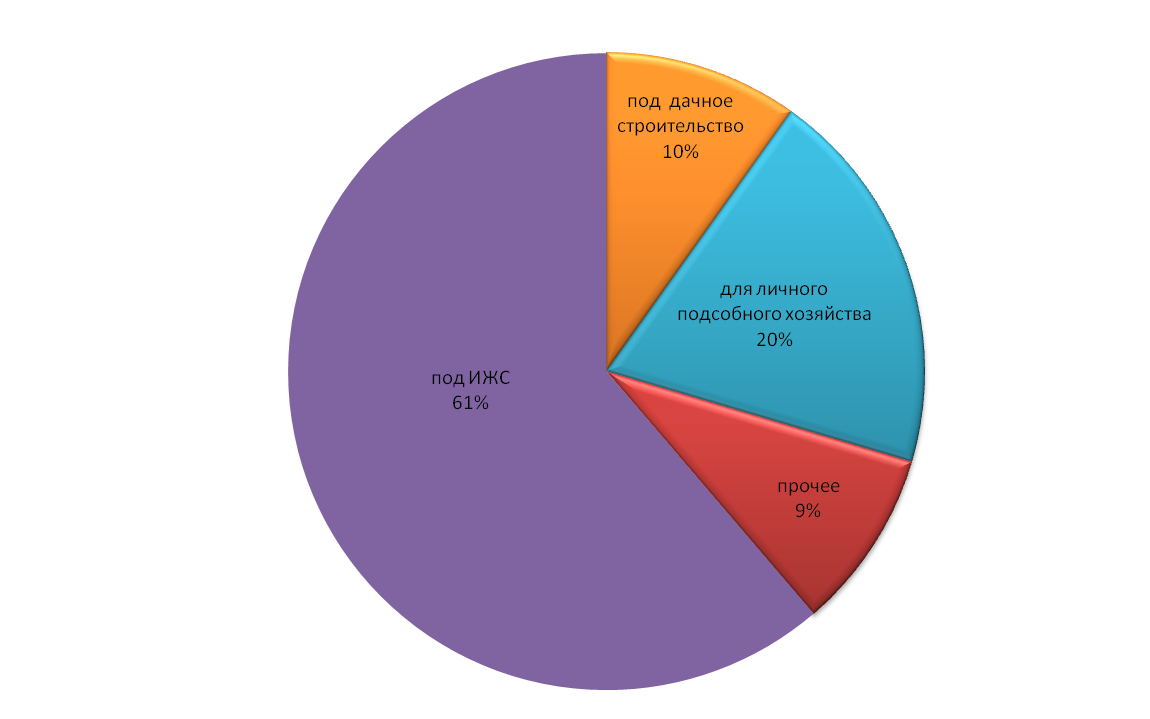 под дачное
строительство
10%
для личного
подсобного хозяйства
20%
под ИЖС
61%
прочее
9%